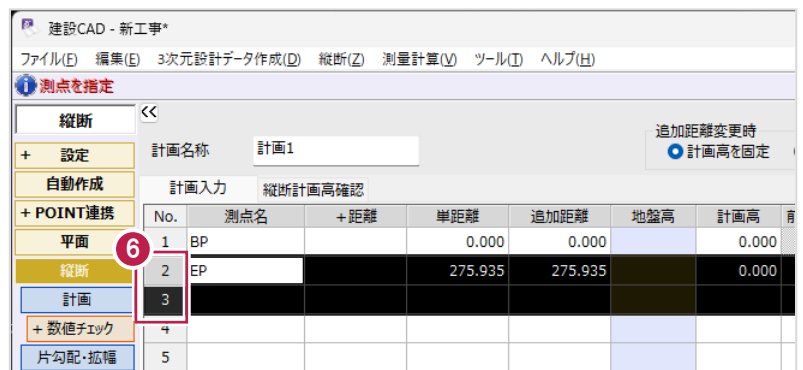 建設CAD - 新工事*
ファイル(F) 編集(E) 3次元設計データ作成(D) 縦断(Z) 測量計算(V) ツール(T) ヘルプ(H)
測点を指定
縦断
+ 設定
自動作成
+ POINT連携
平面
縦断
計画
+ 数値チェック
片勾配・拡幅
<<
計画名称 計画1
追加距離変更時
計画高を固定
計画入力 縦断計画高確認
No. 測点名 +距離 単距離 追加距離 地盤高 計画高
1 BP 0.000 0.000 0.000
6
2 EP 275.935 275.935 0.000
3
4
5